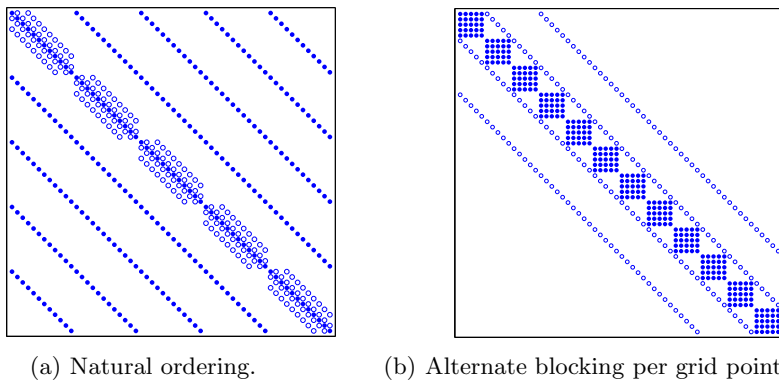 (a) Natural ordering.
(b) Alternate blocking per grid point